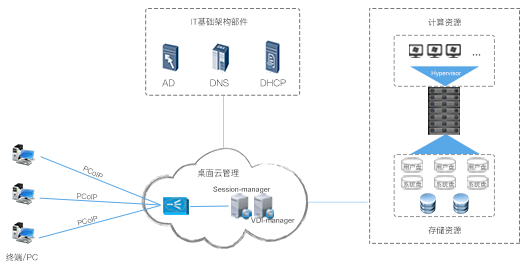 IT基础架构部件
AD
DNS
DHCP
计算资源
...
Hypervisor
用户盘
用户盘
用户盘
系统盘
系统盘
系统盘
存储资源
桌面云管理
Session-manager
VDI-manager
PCoIP
PCoIP
PCoIP
终端/PC